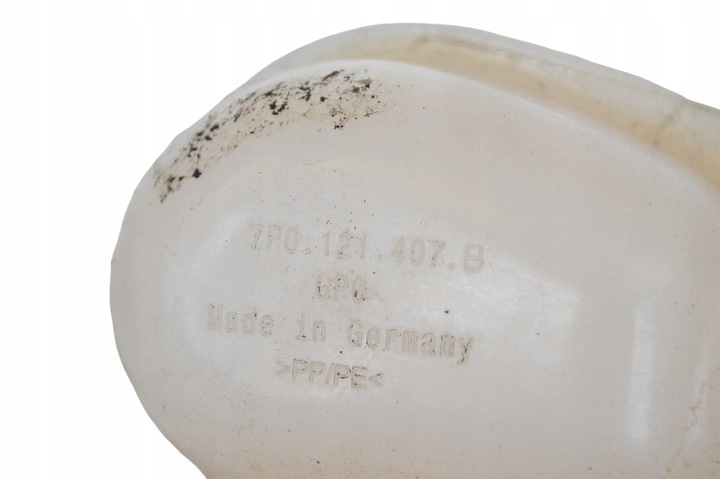 7P0.121.407.B
GPG
Made in Germany
>PP/PE<